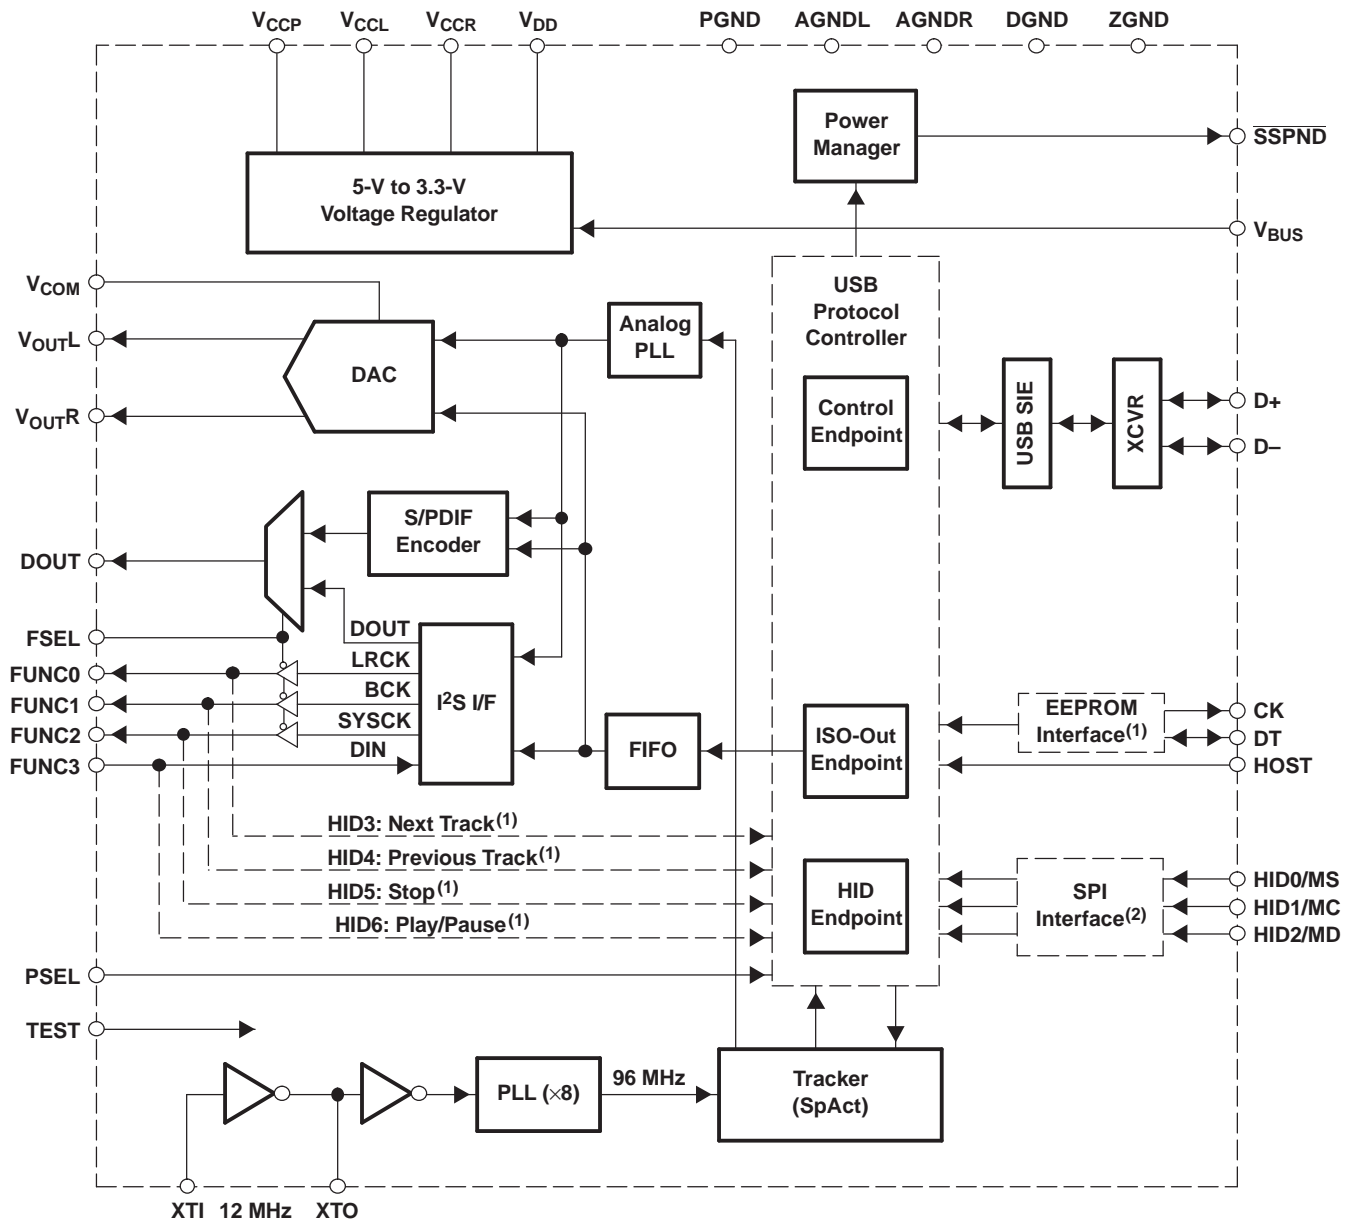 VCCP VCCL VCCR VDD PGND AGNDL AGNDR DGND ZGND
Power
Manager
SSPND
5-V to 3.3-V
Voltage Regulator
VBUS
VCOM
USB
Protocol
Controller
VOUTL
Analog
PLL
DAC
VOUTR
Control
Endpoint
USB SIE
XCVR
D+
D–
S/PDIF
Encoder
DOUT
FSEL
DOUT
FUNC0
LRCK
FUNC1
BCK
FUNC2
SYSCK
FUNC3
DIN
I2S I/F
FIFO
ISO-Out
Endpoint
EEPROM
Interface(1)
CK
DT
HOST
HID3: Next Track(1)
HID4: Previous Track(1)
HID5: Stop(1)
HID6: Play/Pause(1)
HID
Endpoint
SPI
Interface(2)
HID0/MS
HID1/MC
HID2/MD
PSEL
TEST
PLL (×8)
96 MHz
Tracker
(SpAct)
XTI 12 MHz XTO